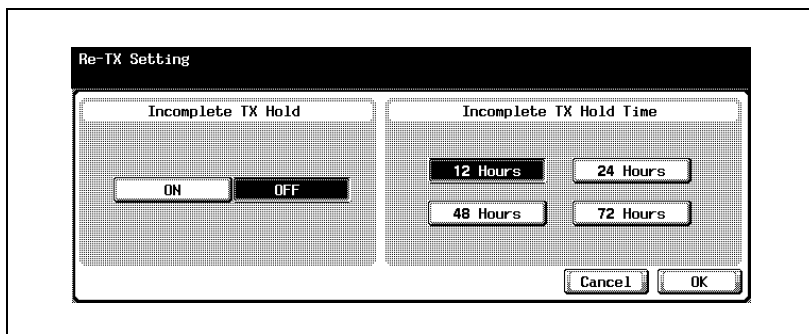 Re-TX Setting
Incomplete TX Hold
Incomplete TX Hold Time
ON
OFF
12 Hours
24 Hours
48 Hours
72 Hours
Cancel
OK